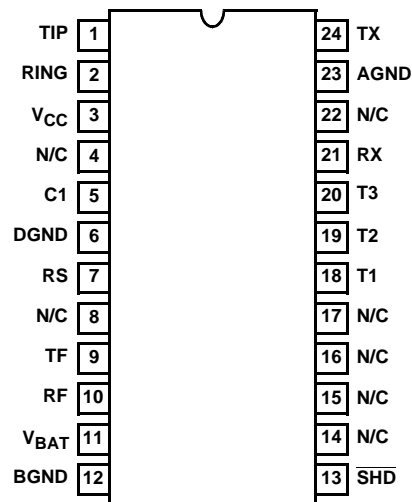 TIP 1 24 TX
RING 2 23 AGND
VCC 3 22 N/C
N/C 4 21 RX
C1 5 20 T3
DGND 6 19 T2
RS 7 18 T1
N/C 8 17 N/C
TF 9 16 N/C
RF 10 15 N/C
VBAT 11 14 N/C
BGND 12 13 S̅H̅D̅